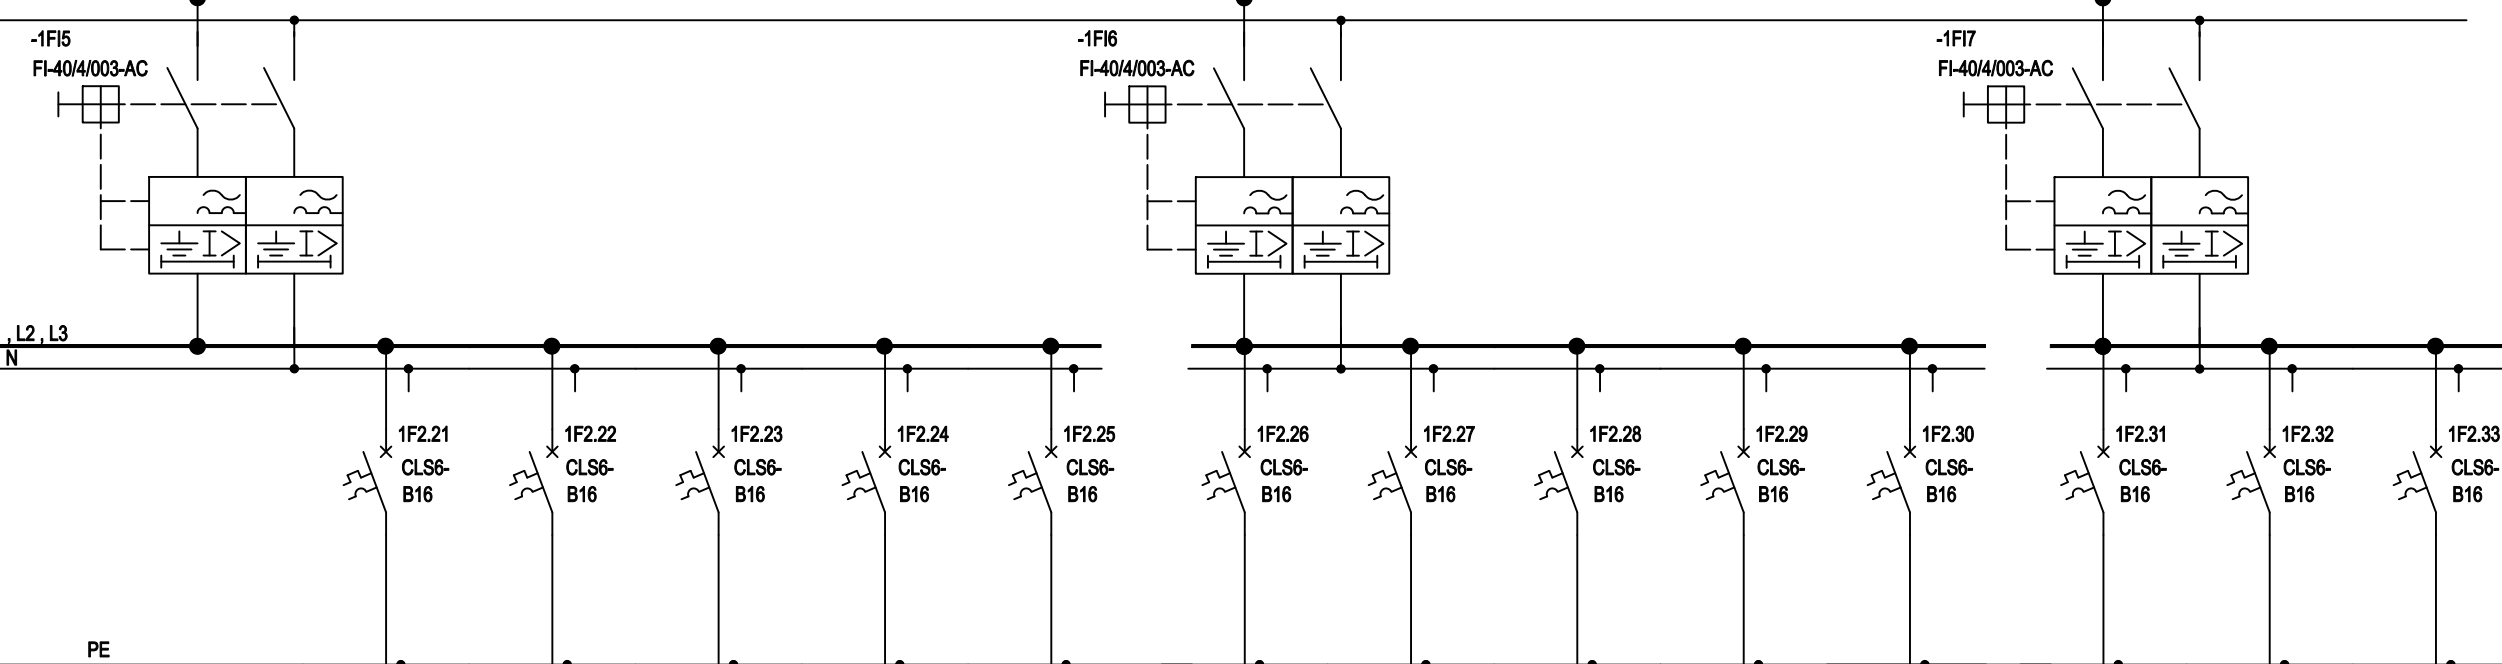 -1FI5
FI-40/4/003-AC
-1FI6
FI-40/4/003-AC
-1FI7
FI-40/4/003-AC
, L2 , L3
N
1F2.21
CLS6-
B16
1F2.22
CLS6-
B16
1F2.23
CLS6-
B16
1F2.24
CLS6-
B16
1F2.25
CLS6-
B16
1F2.26
CLS6-
B16
1F2.27
CLS6-
B16
1F2.28
CLS6-
B16
1F2.29
CLS6-
B16
1F2.30
CLS6-
B16
1F2.31
CLS6-
B16
1F2.32
CLS6-
B16
1F2.33
CLS6-
B16
PE